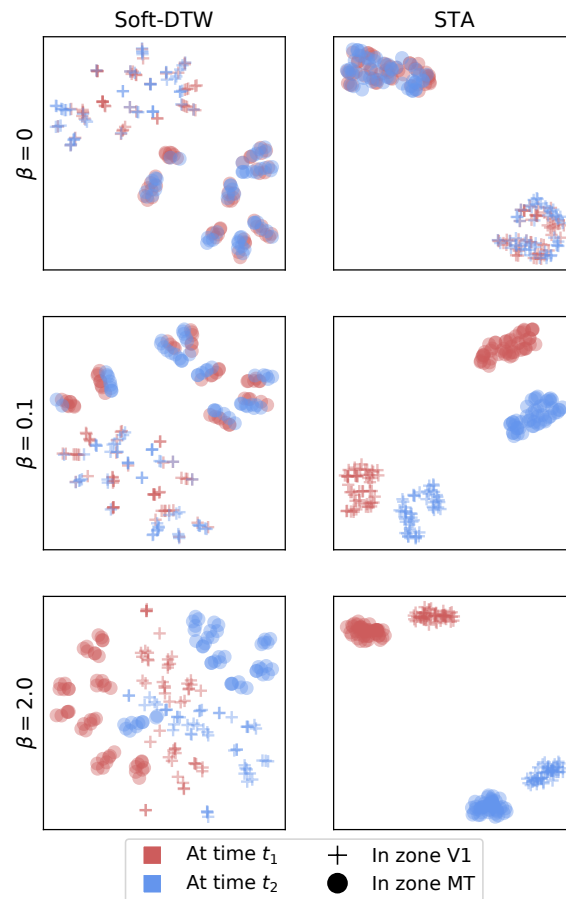 Soft-DTW STA
β = 0
β = 0.1
β = 2.0
At time t₁ In zone V1
At time t₂ In zone MT